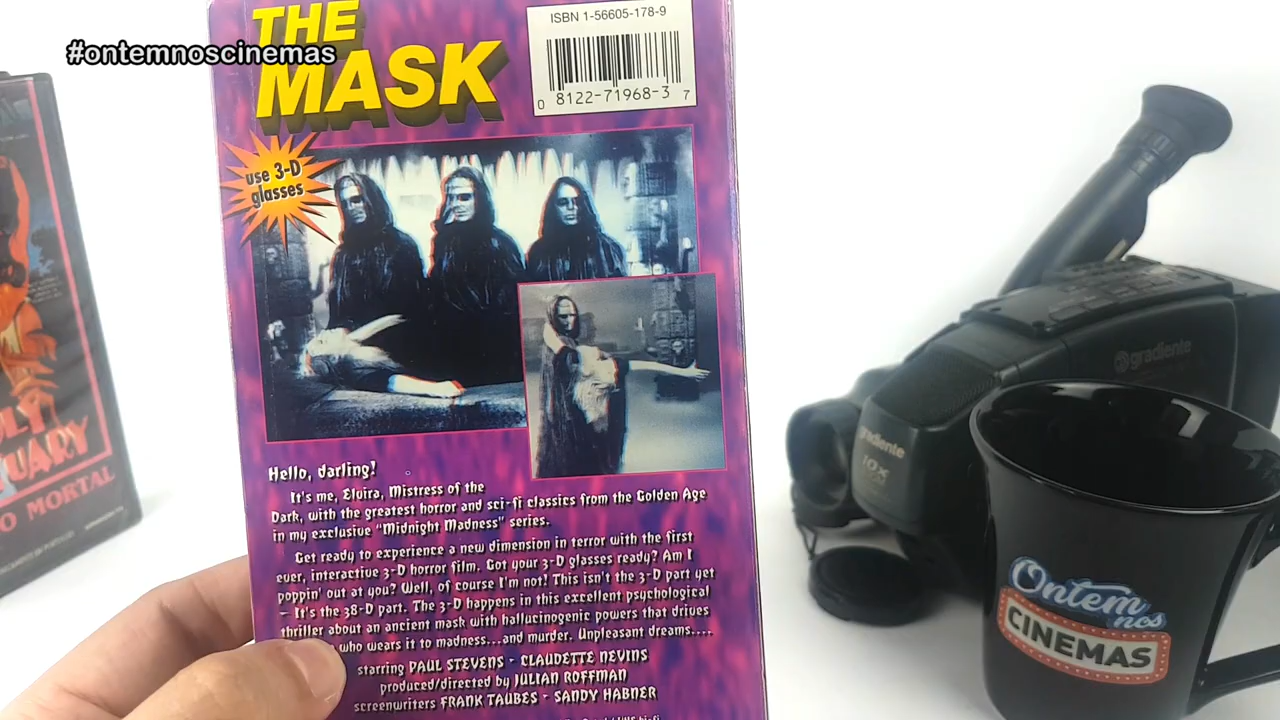 #ontemnoscinemas
THE
MASK
ISBN 1-56605-178-9
0 8122-71968-3 7
use 3-D
glasses
Hello, darling!
It's me, Elvira, Mistress of the
Dark, with the greatest horror and sci-fi classics from the Golden Age
in my exclusive "Midnight Madness" series.
Get ready to experience a new dimension in terror with the first
ever, interactive 3-D horror film. Got your 3-D glasses ready? Am I
poppin' out at you? Well, of course I'm not! This isn't the 3-D part yet
— It's the 38-D part. The 3-D happens in this excellent psychological
thriller about an ancient mask with hallucinogenic powers that drives
who wears it to madness...and murder. Unpleasant dreams....
starring PAUL STEVENS - CLAUDETTE NEVINS
produced/directed by JULIAN ROFFMAN
screenwriters FRANK TAUBES - SANDY HABNER
UARY
O MORTAL
gradiente
gradiente
10x
Ontem
nos
CINEMAS